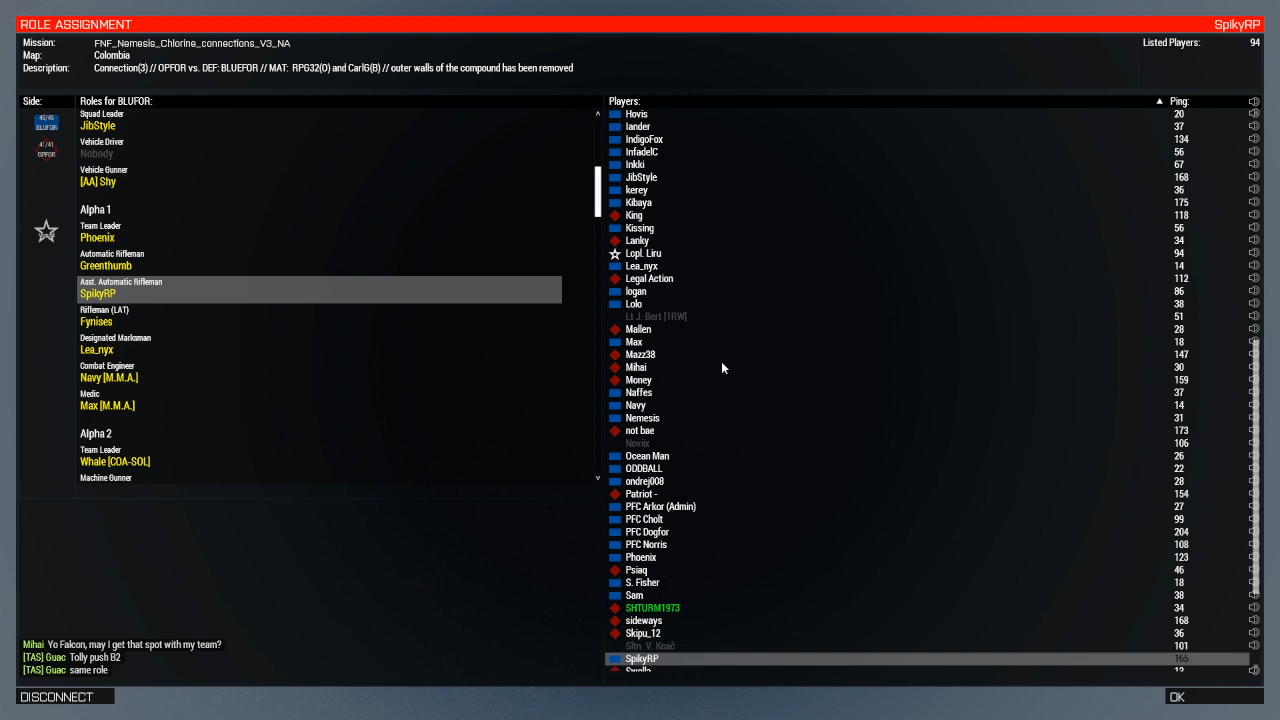 ROLE ASSIGNMENT
SpikyRP
Mission: FNF_Nemesis_Chlorine_connections_V3_NA
Listed Players: 94
Map: Colombia
Description: Connection(3) // OPFOR vs. DEF: BLUEFOR // MAT: RPG32(O) and CarlG(B) // outer walls of the compound has been removed
Side:
BLUFOR
41/41
OPFOR
Roles for BLUFOR:
Squad Leader
JibStyle
Vehicle Driver
Nobody
Vehicle Gunner
[AA] Shy
Alpha 1
Team Leader
Phoenix
Automatic Rifleman
Greenthumb
Asst. Automatic Rifleman
SpikyRP
Rifleman (LAT)
Fynises
Designated Marksman
Lea_nyx
Combat Engineer
Navy [M.M.A.]
Medic
Max [M.M.A.]
Alpha 2
Team Leader
Whale [COA-SOL]
Machine Gunner
Players: Ping:
Hovis 20
Iander 37
IndigoFox 134
InfadelC 56
Inkki 67
JibStyle 168
kerey 36
Kibaya 175
King 118
Kissing 56
Lanky 34
Lopl. Liru 94
Lea_nyx 14
Legal Action 112
logan 86
Lolo 38
Lt J. Bert [1RW] 51
Mallen 28
Max 18
Mazz38 147
Mihai 30
Money 159
Naffes 37
Navy 14
Nemesis 31
not bae 173
Noviix 106
Ocean Man 26
ODDBALL 22
ondrej008 28
Patriot - 154
PFC Arkor (Admin) 27
PFC Cholt 99
PFC Dogfor 204
PFC Norris 108
Phoenix 123
Psiaq 46
S. Fisher 18
Sam 38
SHTURM1973 34
sideways 168
Skipu_12 36
Sltn. V. Koač 101
SpikyRP 165
Mihai Yo Falcon, may I get that spot with my team?
[TAS] Guac Tolly push B2
[TAS] Guac same role
DISCONNECT
OK